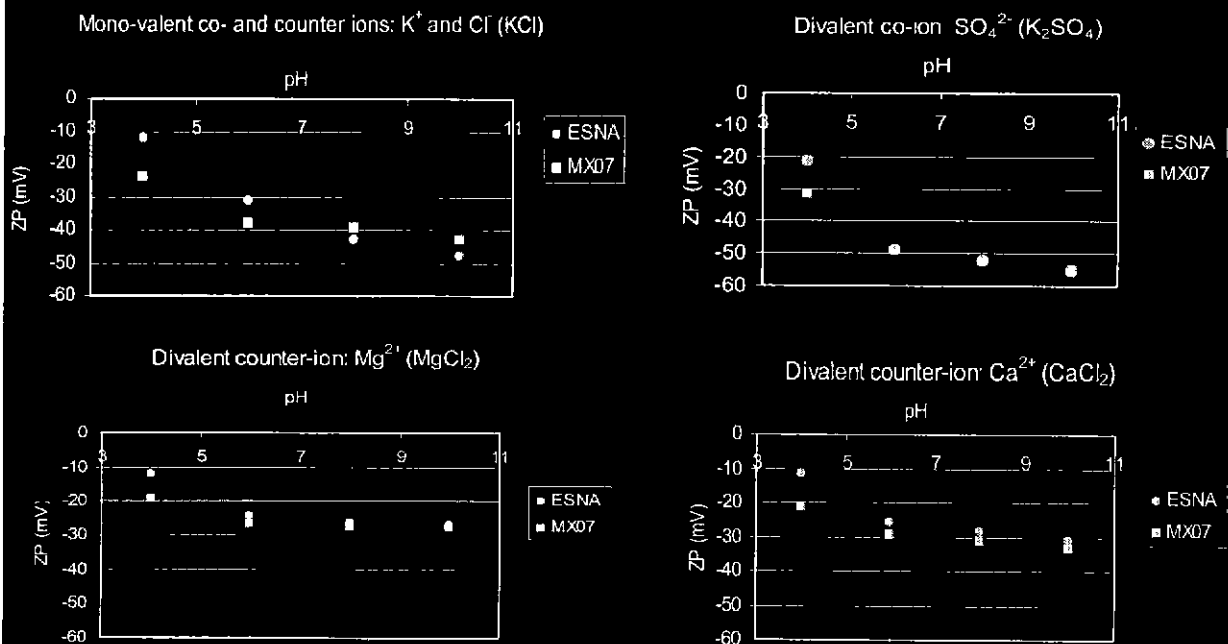 Mono-valent co- and counter ions: K⁺ and Cl⁻ (KCl)
pH
0
-10
-20
-30
-40
-50
-60
3 5 7 9 11
ZP (mV)
ESNA
MX07
Divalent co-ion SO₄²⁻ (K₂SO₄)
pH
0
-10
-20
-30
-40
-50
-60
3 5 7 9 11
ZP (mV)
ESNA
MX07
Divalent counter-ion: Mg²⁺ (MgCl₂)
pH
0
-10
-20
-30
-40
-50
-60
3 5 7 9 11
ZP (mV)
ESNA
MX07
Divalent counter-ion Ca²⁺ (CaCl₂)
pH
0
-10
-20
-30
-40
-50
-60
3 5 7 9 11
ZP (mV)
ESNA
MX07